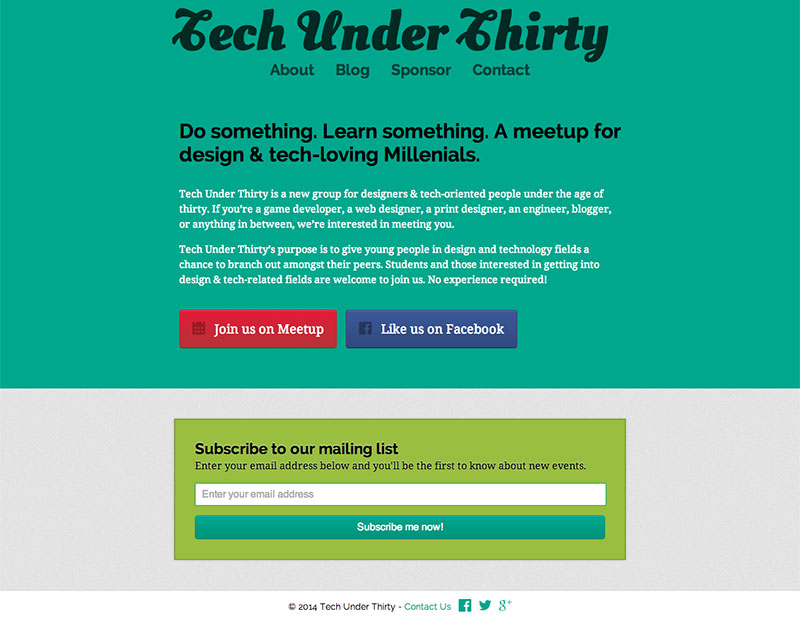 Tech Under Thirty
About Blog Sponsor Contact
Do something. Learn something. A meetup for
design & tech-loving Millenials.
Tech Under Thirty is a new group for designers & tech-oriented people under the age of
thirty. If you're a game developer, a web designer, a print designer, an engineer, blogger,
or anything in between, we're interested in meeting you.
Tech Under Thirty's purpose is to give young people in design and technology fields a
chance to branch out amongst their peers. Students and those interested in getting into
design & tech-related fields are welcome to join us. No experience required!
Join us on Meetup Like us on Facebook
Subscribe to our mailing list
Enter your email address below and you'll be the first to know about new events.
Enter your email address
Subscribe me now!
© 2014 Tech Under Thirty - Contact Us